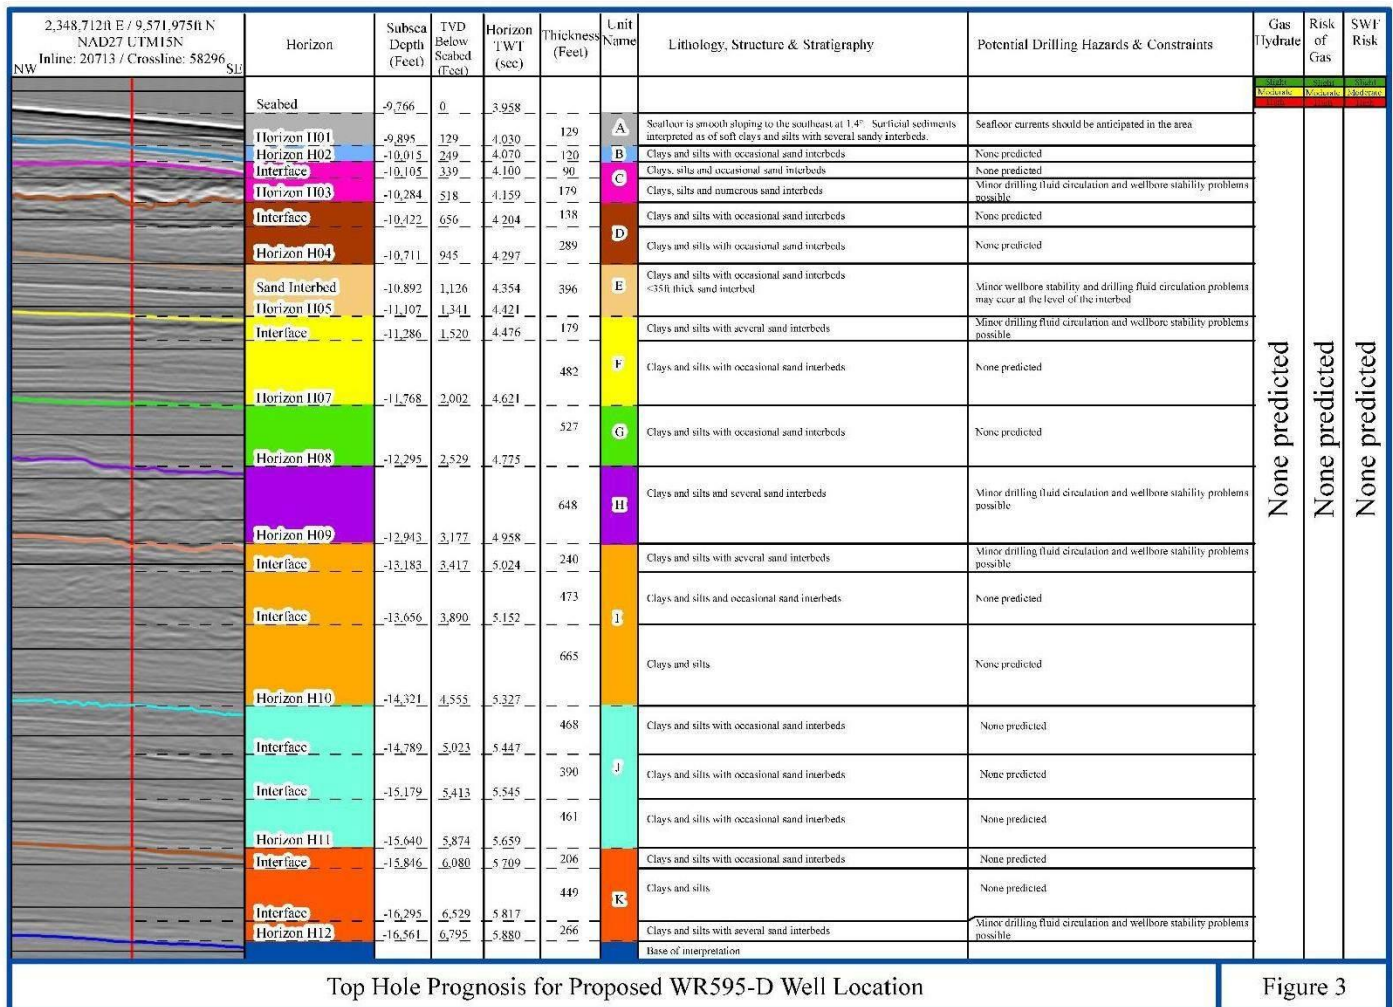 2,348,712ft E / 9,571,975ft N
NAD27 UTM15N
Inline: 20713 / Crossline: 58296
NW SE
Horizon
Subsea Depth (Feet)
TVD Below Seabed (Feet)
Horizon TWT (sec)
Thickness (Feet)
Unit Name
Lithology, Structure & Stratigraphy
Potential Drilling Hazards & Constraints
Gas Hydrate
Risk of Gas
SWF Risk
Slight Slight Slight
Moderate Moderate Moderate
Seabed -9,766 0 3.958
129 A Seafloor is smooth sloping to the southeast at 1.4°. Surficial sediments Seafloor currents should be anticipated in the area
interpreted as of soft clays and silts with several sandy interbeds.
Horizon H01 -9,895 129 4.030
120 B Clays and silts with occasional sand interbeds None predicted
Horizon H02 -10,015 249 4.070
90 C Clays, silts and occasional sand interbeds None predicted
Interface -10,105 339 4.100
179 Clays, silts and numerous sand interbeds Minor drilling fluid circulation and wellbore stability problems
possible
Horizon H03 -10,284 518 4.159
138 D Clays and silts with occasional sand interbeds None predicted
Interface -10,422 656 4.204
289 Clays and silts with occasional sand interbeds None predicted
Horizon H04 -10,711 945 4.297
396 E Clays and silts with occasional sand interbeds
<35ft thick sand interbed Minor wellbore stability and drilling fluid circulation problems
may ccur at the level of the interbed
Sand Interbed -10,892 1,126 4.354
Horizon H05 -11,107 1,341 4.421
179 F Clays and silts with several sand interbeds Minor drilling fluid circulation and wellbore stability problems
possible
Interface -11,286 1,520 4.476
482 Clays and silts with occasional sand interbeds None predicted
Horizon H07 -11,768 2,002 4.621
527 G Clays and silts with occasional sand interbeds None predicted
Horizon H08 -12,295 2,529 4.775
648 H Clays and silts and several sand interbeds Minor drilling fluid circulation and wellbore stability problems
possible
Horizon H09 -12,943 3,177 4.958
240 I Clays and silts with several sand interbeds Minor drilling fluid circulation and wellbore stability problems
possible
Interface -13,183 3,417 5.024
473 Clays and silts and occasional sand interbeds None predicted
Interface -13,656 3,890 5.152
665 Clays and silts None predicted
Horizon H10 -14,321 4,555 5.327
468 J Clays and silts with occasional sand interbeds None predicted
Interface -14,789 5,023 5.447
390 Clays and silts with occasional sand interbeds None predicted
Interface -15,179 5,413 5.545
461 Clays and silts with occasional sand interbeds None predicted
Horizon H11 -15,640 5,874 5.659
206 K Clays and silts with occasional sand interbeds None predicted
Interface -15,846 6,080 5.709
449 Clays and silts None predicted
Interface -16,295 6,529 5.817
266 Clays and silts with several sand interbeds Minor drilling fluid circulation and wellbore stability problems
possible
Horizon H12 -16,561 6,795 5.880
Base of interpretation
None predicted
None predicted
None predicted
Top Hole Prognosis for Proposed WR595-D Well Location
Figure 3